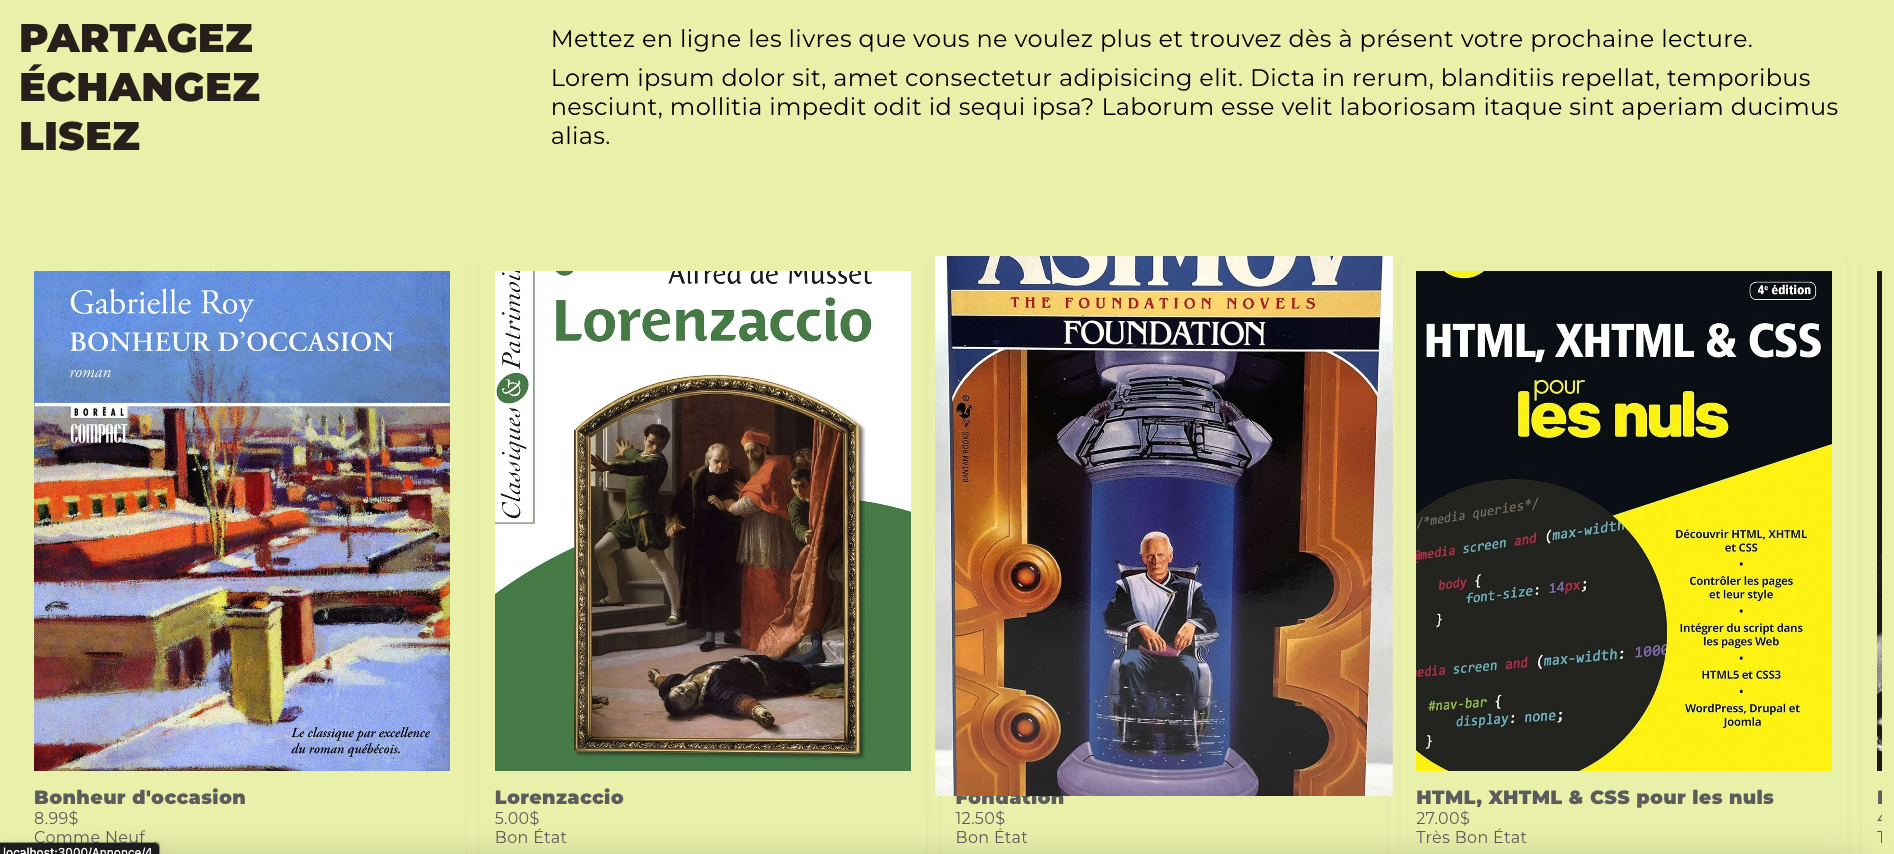 PARTAGEZ
ÉCHANGEZ
LISEZ
Mettez en ligne les livres que vous ne voulez plus et trouvez dès à présent votre prochaine lecture.
Lorem ipsum dolor sit, amet consectetur adipisicing elit. Dicta in rerum, blanditiis repellat, temporibus
nesciunt, mollitia impedit odit id sequi ipsa? Laborum esse velit laboriosam itaque sint aperiam ducimus
alias.
Gabrielle Roy
BONHEUR D'OCCASION
roman
BORÉAL
COMPACT
Le classique par excellence
du roman québécois.
Bonheur d'occasion
8.99$
Comme Neuf
Classiques & Patrimoi
Alfred de Musset
Lorenzaccio
Lorenzaccio
5.00$
Bon État
ASIMOV
THE FOUNDATION NOVELS
FOUNDATION
BANTAM BOOKS
Fondation
12.50$
Bon État
4e édition
HTML, XHTML & CSS
pour
les nuls
/*media queries*/
@media screen and (max-width
body {
font-size: 14px;
}
edia screen and (max-width: 1000
#nav-bar {
display: none;
}
Découvrir HTML, XHTML
et CSS
•
Contrôler les pages
et leur style
•
Intégrer du script dans
les pages Web
•
HTML5 et CSS3
•
WordPress, Drupal et
Joomla
HTML, XHTML & CSS pour les nuls
27.00$
Très Bon État
localhost:3000/Annonce/4